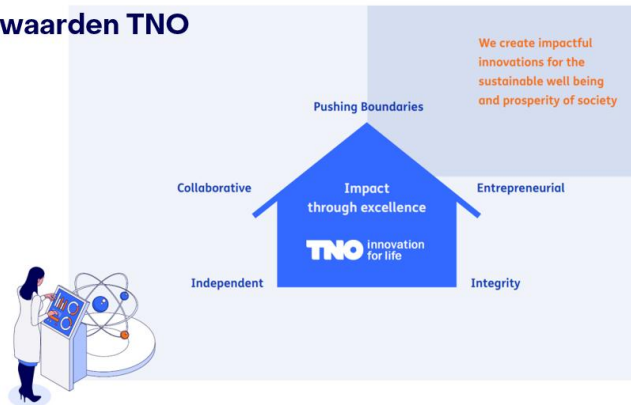 waarden TNO
We create impactful
innovations for the
sustainable well being
and prosperity of society
Pushing Boundaries
Collaborative
Impact
through excellence
Entrepreneurial
TNO innovation
for life
Independent
Integrity